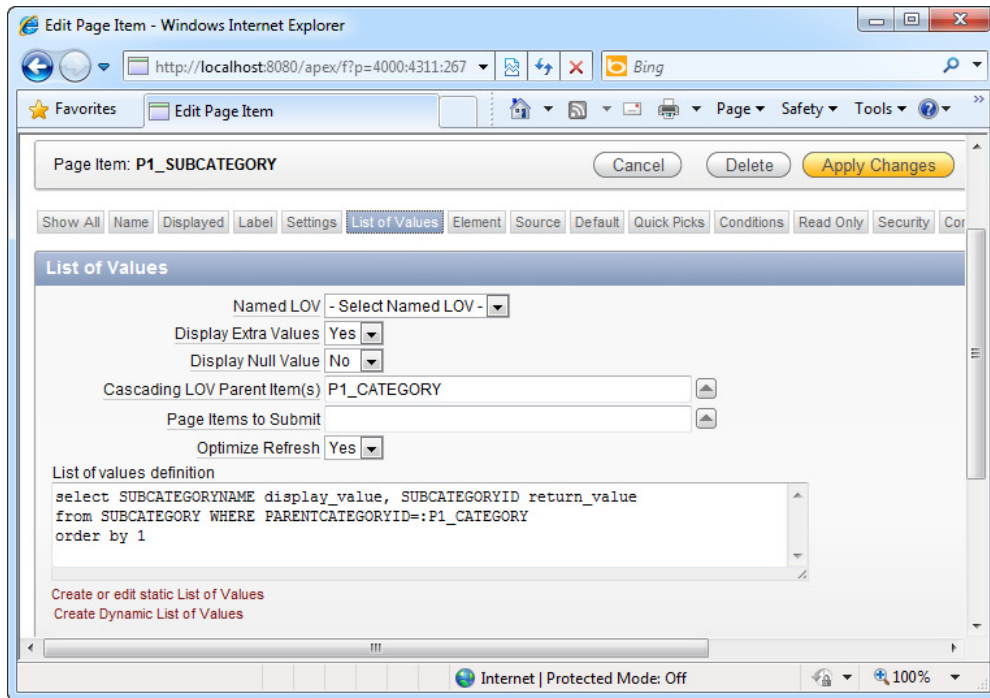 Edit Page Item - Windows Internet Explorer
http://localhost:8080/apex/f?p=4000:4311:267
Bing
Favorites
Edit Page Item
Page
Safety
Tools
Page Item: P1_SUBCATEGORY
Cancel
Delete
Apply Changes
Show All Name Displayed Label Settings List of Values Element Source Default Quick Picks Conditions Read Only Security
List of Values
Named LOV - Select Named LOV -
Display Extra Values Yes
Display Null Value No
Cascading LOV Parent Item(s) P1_CATEGORY
Page Items to Submit
Optimize Refresh Yes
List of values definition
select SUBCATEGORYNAME display_value, SUBCATEGORYID return_value
from SUBCATEGORY WHERE PARENTCATEGORYID=:P1_CATEGORY
order by 1
Create or edit static List of Values
Create Dynamic List of Values
Internet | Protected Mode: Off
100%